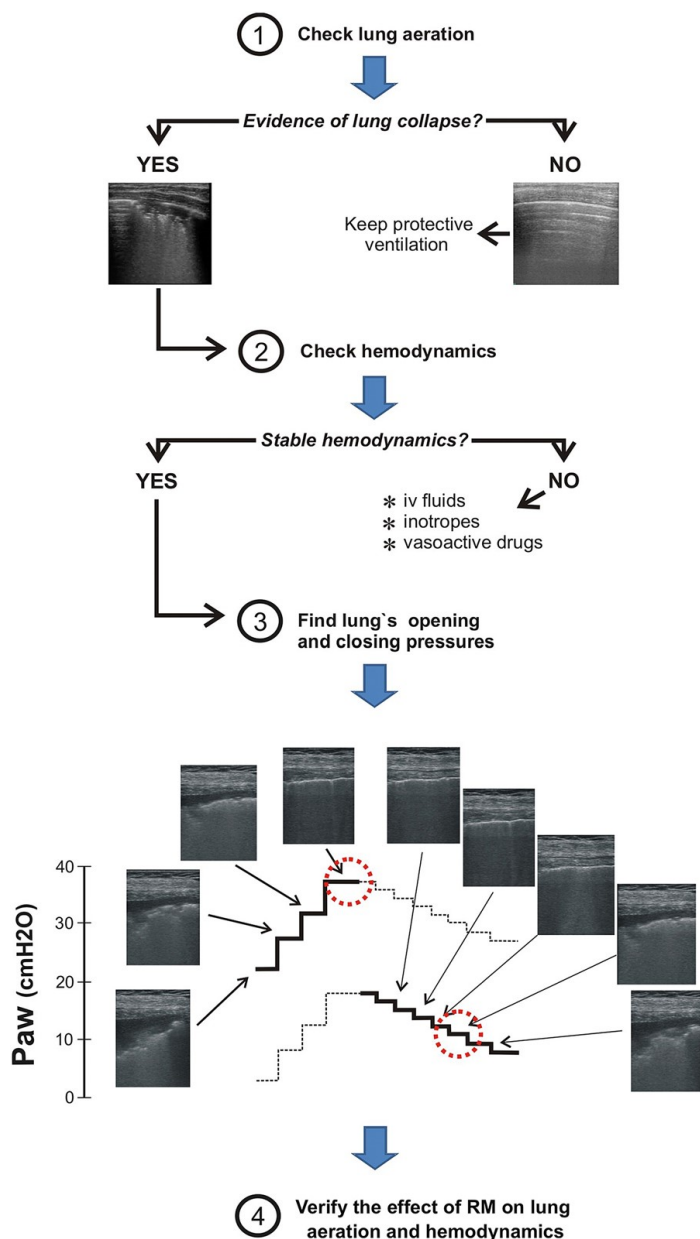 1 Check lung aeration
Evidence of lung collapse?
YES
NO
Keep protective
ventilation
2 Check hemodynamics
Stable hemodynamics?
YES
NO
* iv fluids
* inotropes
* vasoactive drugs
3 Find lung`s opening
and closing pressures
Paw (cmH2O)
40
30
20
10
0
4 Verify the effect of RM on lung
aeration and hemodynamics